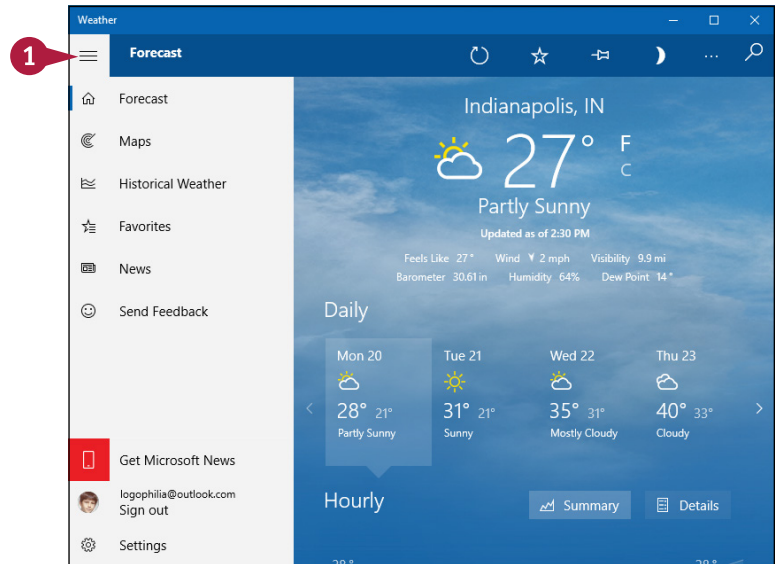 Weather
1
Forecast
Forecast
Maps
Historical Weather
Favorites
News
Send Feedback
Get Microsoft News
logophilia@outlook.com
Sign out
Settings
Indianapolis, IN
27° F
C
Partly Sunny
Updated as of 2:30 PM
Feels Like 27° Wind 2 mph Visibility 9.9 mi
Barometer 30.61 in Humidity 64% Dew Point 14°
Daily
Mon 20 Tue 21 Wed 22 Thu 23
28° 21° 31° 21° 35° 31° 40° 33°
Partly Sunny Sunny Mostly Cloudy Cloudy
Hourly Summary Details
28° 28°